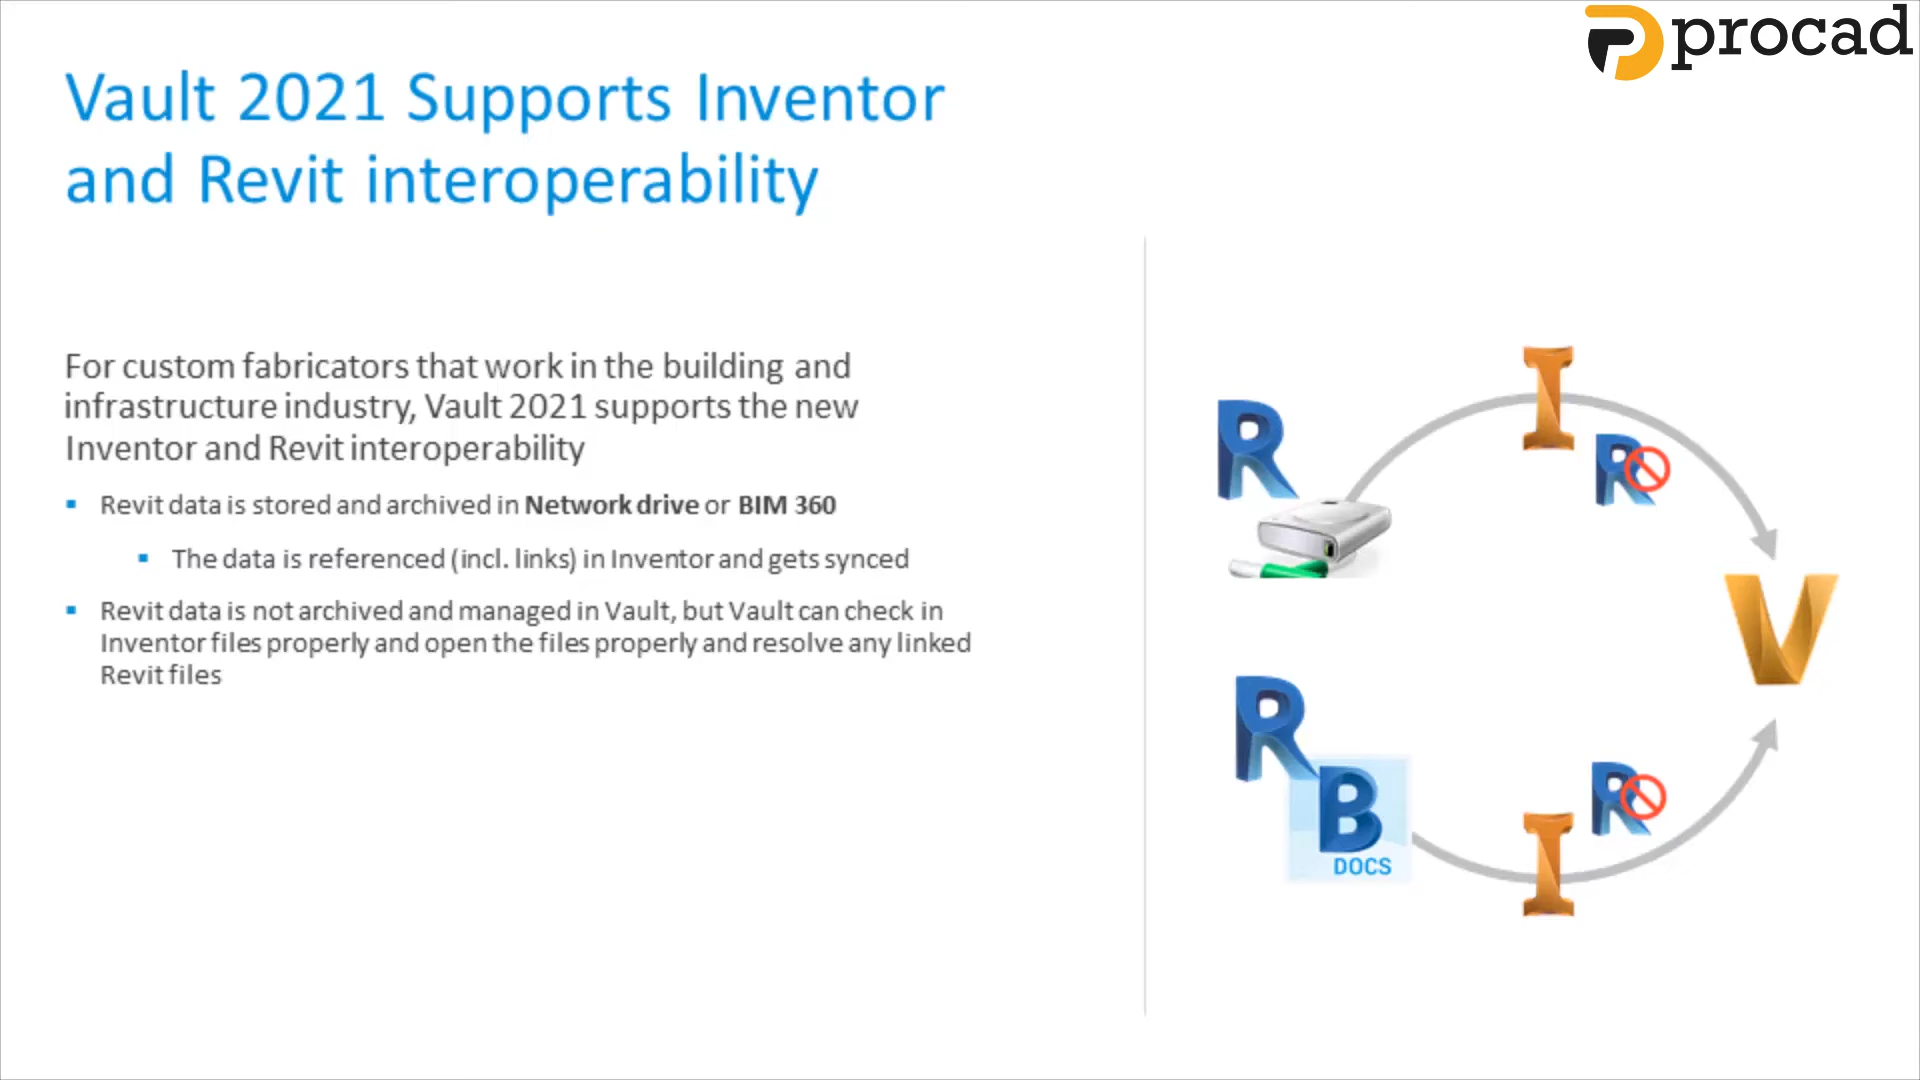 procad
Vault 2021 Supports Inventor
and Revit interoperability
For custom fabricators that work in the building and
infrastructure industry, Vault 2021 supports the new
Inventor and Revit interoperability
Revit data is stored and archived in Network drive or BIM 360
The data is referenced (incl. links) in Inventor and gets synced
Revit data is not archived and managed in Vault, but Vault can check in
Inventor files properly and open the files properly and resolve any linked
Revit files
I
R
R
V
R
B
DOCS
R
I